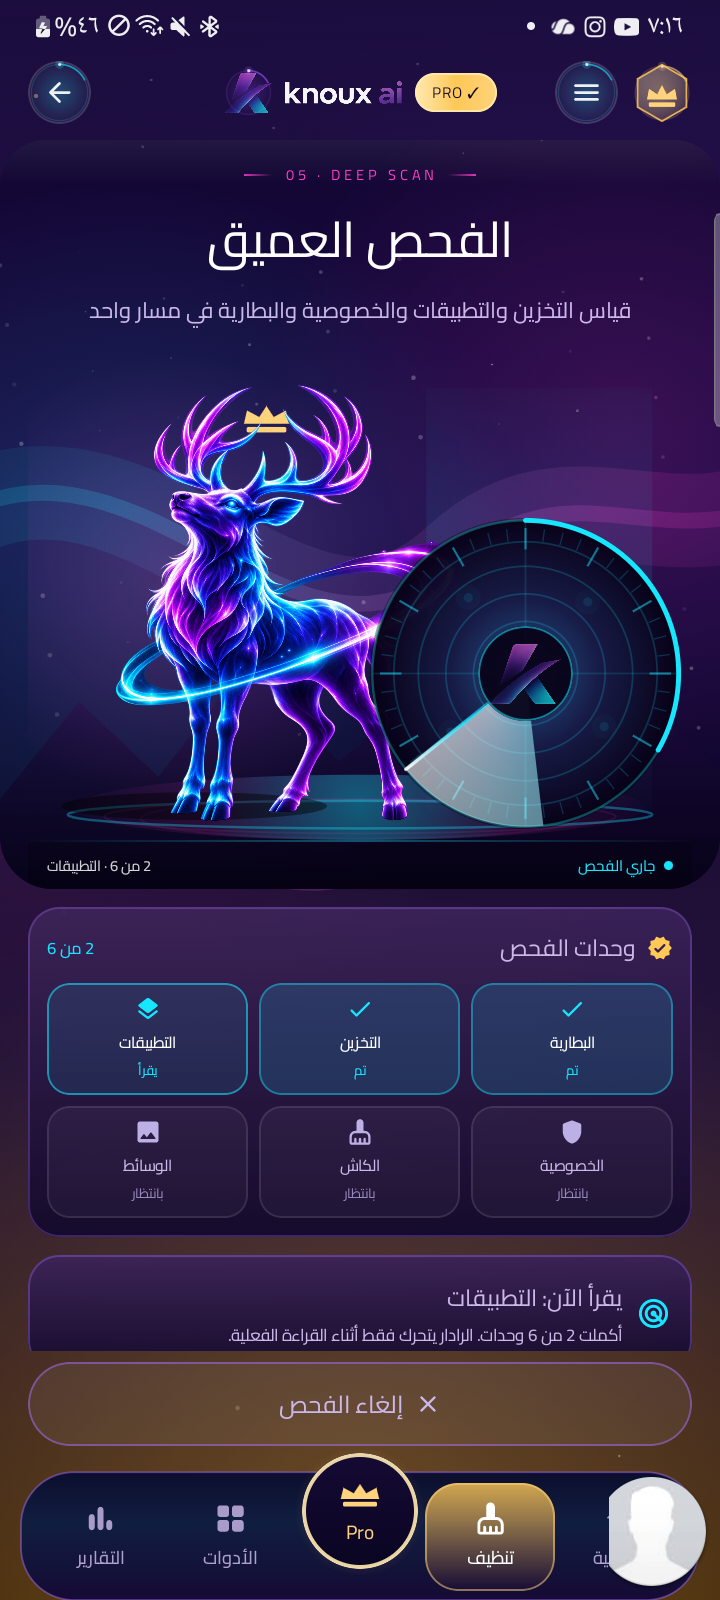 %٤٦
٧:١٦
knoux ai
PRO ✓
05 · DEEP SCAN
الفحص العميق
قياس التخزين والتطبيقات والخصوصية والبطارية في مسار واحد
جاري الفحص
2 من 6 · التطبيقات
وحدات الفحص
2 من 6
البطارية
تم
التخزين
تم
التطبيقات
يقرأ
الخصوصية
بانتظار
الكاش
بانتظار
الوسائط
بانتظار
يقرأ الآن: التطبيقات
أكملت 2 من 6 وحدات. الرادار يتحرك فقط أثناء القراءة الفعلية.
إلغاء الفحص
تنظيف
Pro
الأدوات
التقارير